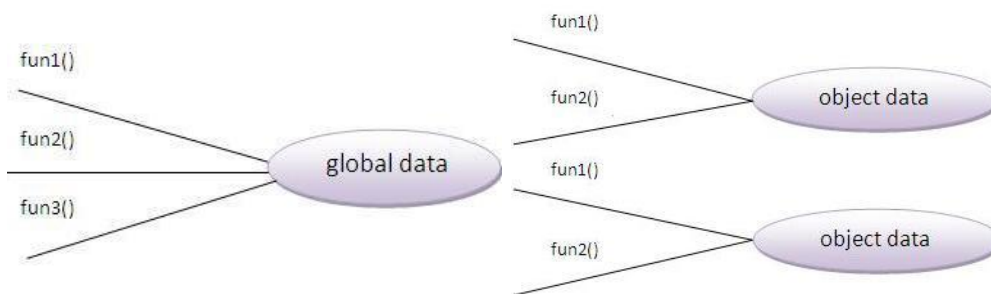 fun1()
fun2()
fun3()
global data
fun1()
fun2()
object data
fun1()
fun2()
object data